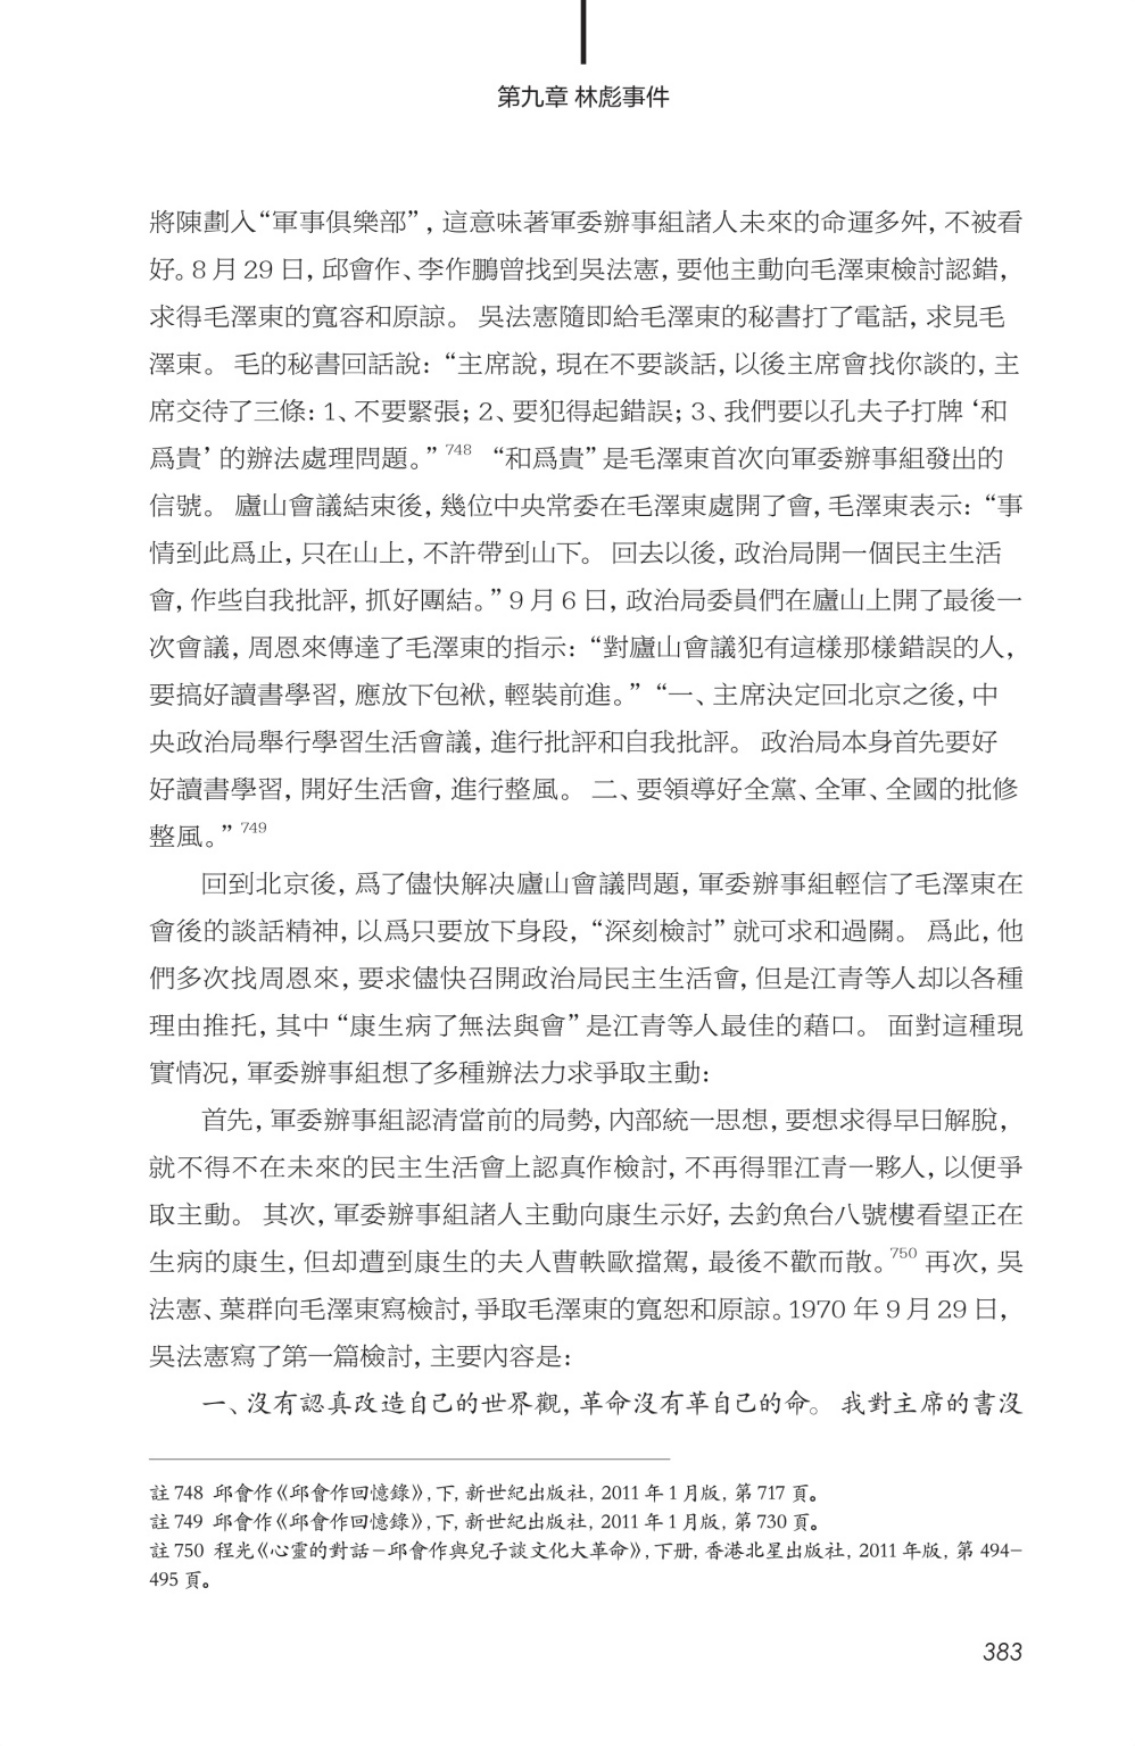 第九章 林彪事件
將陳劃入“軍事俱樂部”，這意味著軍委辦事組諸人未來的命運多舛，不被看
好。8 月 29 日，邱會作、李作鵬曾找到吳法憲，要他主動向毛澤東檢討認錯，
求得毛澤東的寬容和原諒。 吳法憲隨即給毛澤東的秘書打了電話，求見毛
澤東。 毛的秘書回話說：“主席說，現在不要談話，以後主席會找你談的，主
席交待了三條：1、不要緊張；2、要犯得起錯誤；3、我們要以孔夫子打牌‘和
爲貴’的辦法處理問題。”748 “和爲貴”是毛澤東首次向軍委辦事組發出的
信號。 廬山會議結束後，幾位中央常委在毛澤東處開了會，毛澤東表示：“事
情到此爲止，只在山上，不許帶到山下。 回去以後，政治局開一個民主生活
會，作些自我批評，抓好團結。”9 月 6 日，政治局委員們在廬山上開了最後一
次會議，周恩來傳達了毛澤東的指示：“對廬山會議犯有這樣那樣錯誤的人，
要搞好讀書學習，應放下包袱，輕裝前進。”“一、主席決定回北京之後，中
央政治局舉行學習生活會議，進行批評和自我批評。 政治局本身首先要好
好讀書學習，開好生活會，進行整風。 二、要領導好全黨、全軍、全國的批修
整風。”749
回到北京後，爲了儘快解決廬山會議問題，軍委辦事組輕信了毛澤東在
會後的談話精神，以爲只要放下身段，“深刻檢討”就可求和過關。 爲此，他
們多次找周恩來，要求儘快召開政治局民主生活會，但是江青等人却以各種
理由推托，其中“康生病了無法與會”是江青等人最佳的藉口。 面對這種現
實情況，軍委辦事組想了多種辦法力求爭取主動：
首先，軍委辦事組認清當前的局勢，內部統一思想，要想求得早日解脫，
就不得不在未來的民主生活會上認真作檢討，不再得罪江青一夥人，以便爭
取主動。 其次，軍委辦事組諸人主動向康生示好，去釣魚台八號樓看望正在
生病的康生，但却遭到康生的夫人曹軼歐擋駕，最後不歡而散。750 再次，吳
法憲、葉群向毛澤東寫檢討，爭取毛澤東的寬恕和原諒。1970 年 9 月 29 日，
吳法憲寫了第一篇檢討，主要內容是：
一、沒有認真改造自己的世界觀，革命沒有革自己的命。 我對主席的書沒
註 748 邱會作《邱會作回憶錄》，下，新世紀出版社，2011 年 1 月版，第 717 頁。
註 749 邱會作《邱會作回憶錄》，下，新世紀出版社，2011 年 1 月版，第 730 頁。
註 750 程光《心靈的對話－邱會作與兒子談文化大革命》，下册，香港北星出版社，2011 年版，第 494–
495 頁。
383